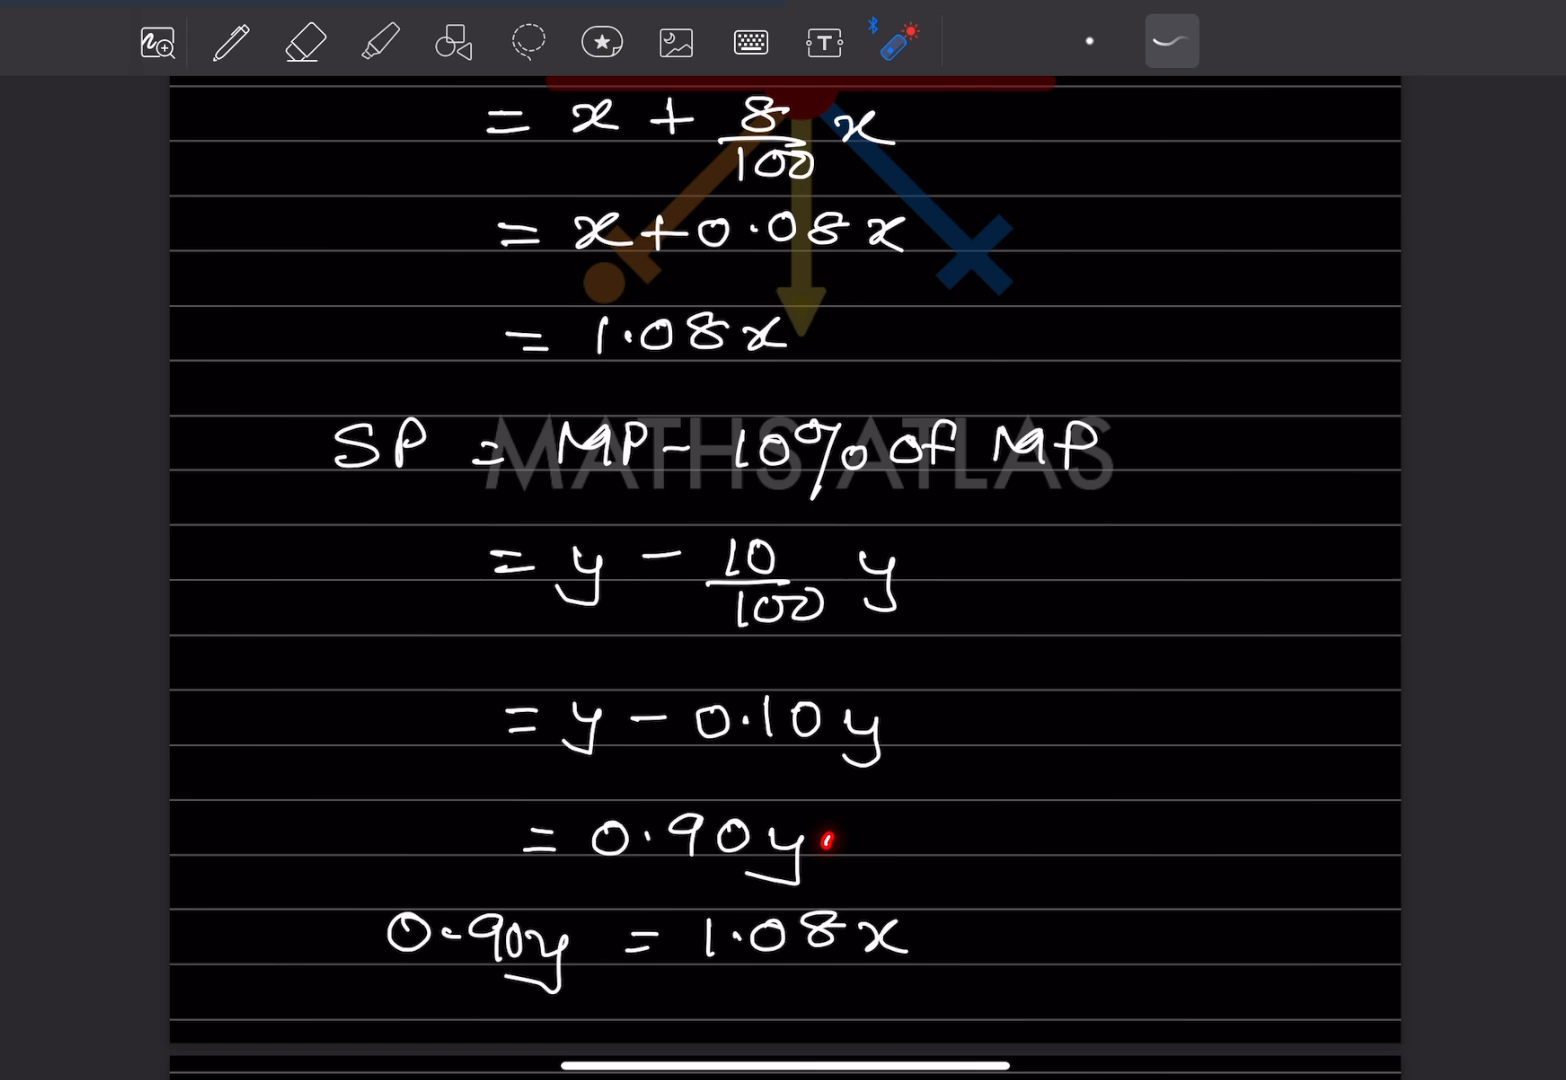 = x + 8/100 x
= x + 0.08x
= 1.08x
MATHS ATLAS
SP = MP - 10% of MP
= y - 10/100 y
= y - 0.10y
= 0.90y
0.90y = 1.08x